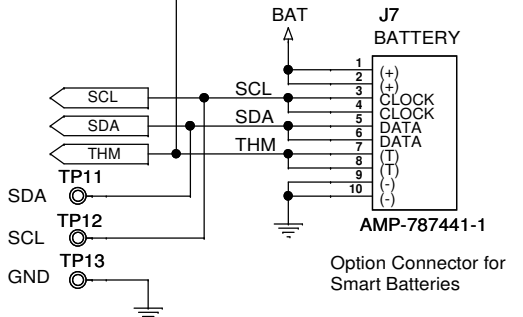 BAT
J7
BATTERY
1 (+)
2 (+)
SCL SCL 3 CLOCK
4 CLOCK
SDA SDA 5 DATA
6 DATA
THM THM 7 (T)
8 (T)
9 (-)
10 (-)
TP11
SDA
TP12
SCL
TP13
GND
AMP-787441-1
Option Connector for
Smart Batteries